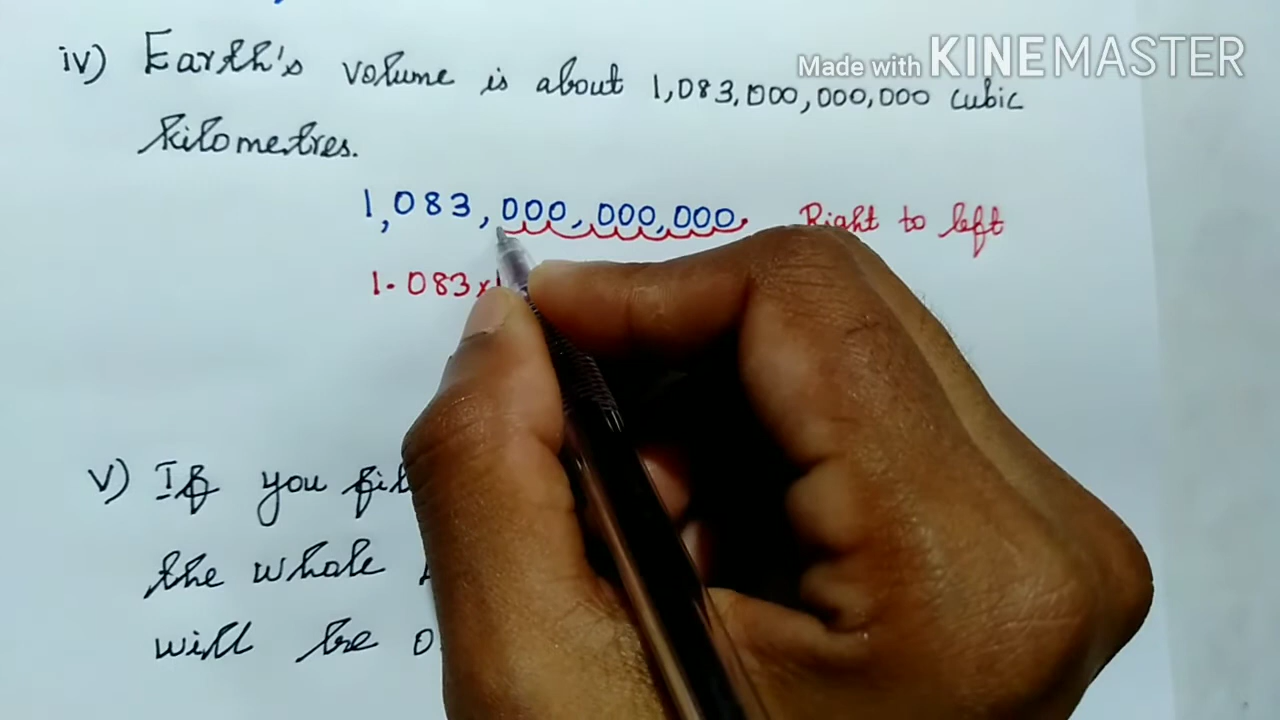 Made with KINEMASTER
iv) Earth's volume is about 1,083,000,000,000 cubic
kilometres.
1,083,000,000,000. Right to left
1.083x
v) If you
the whole
will be